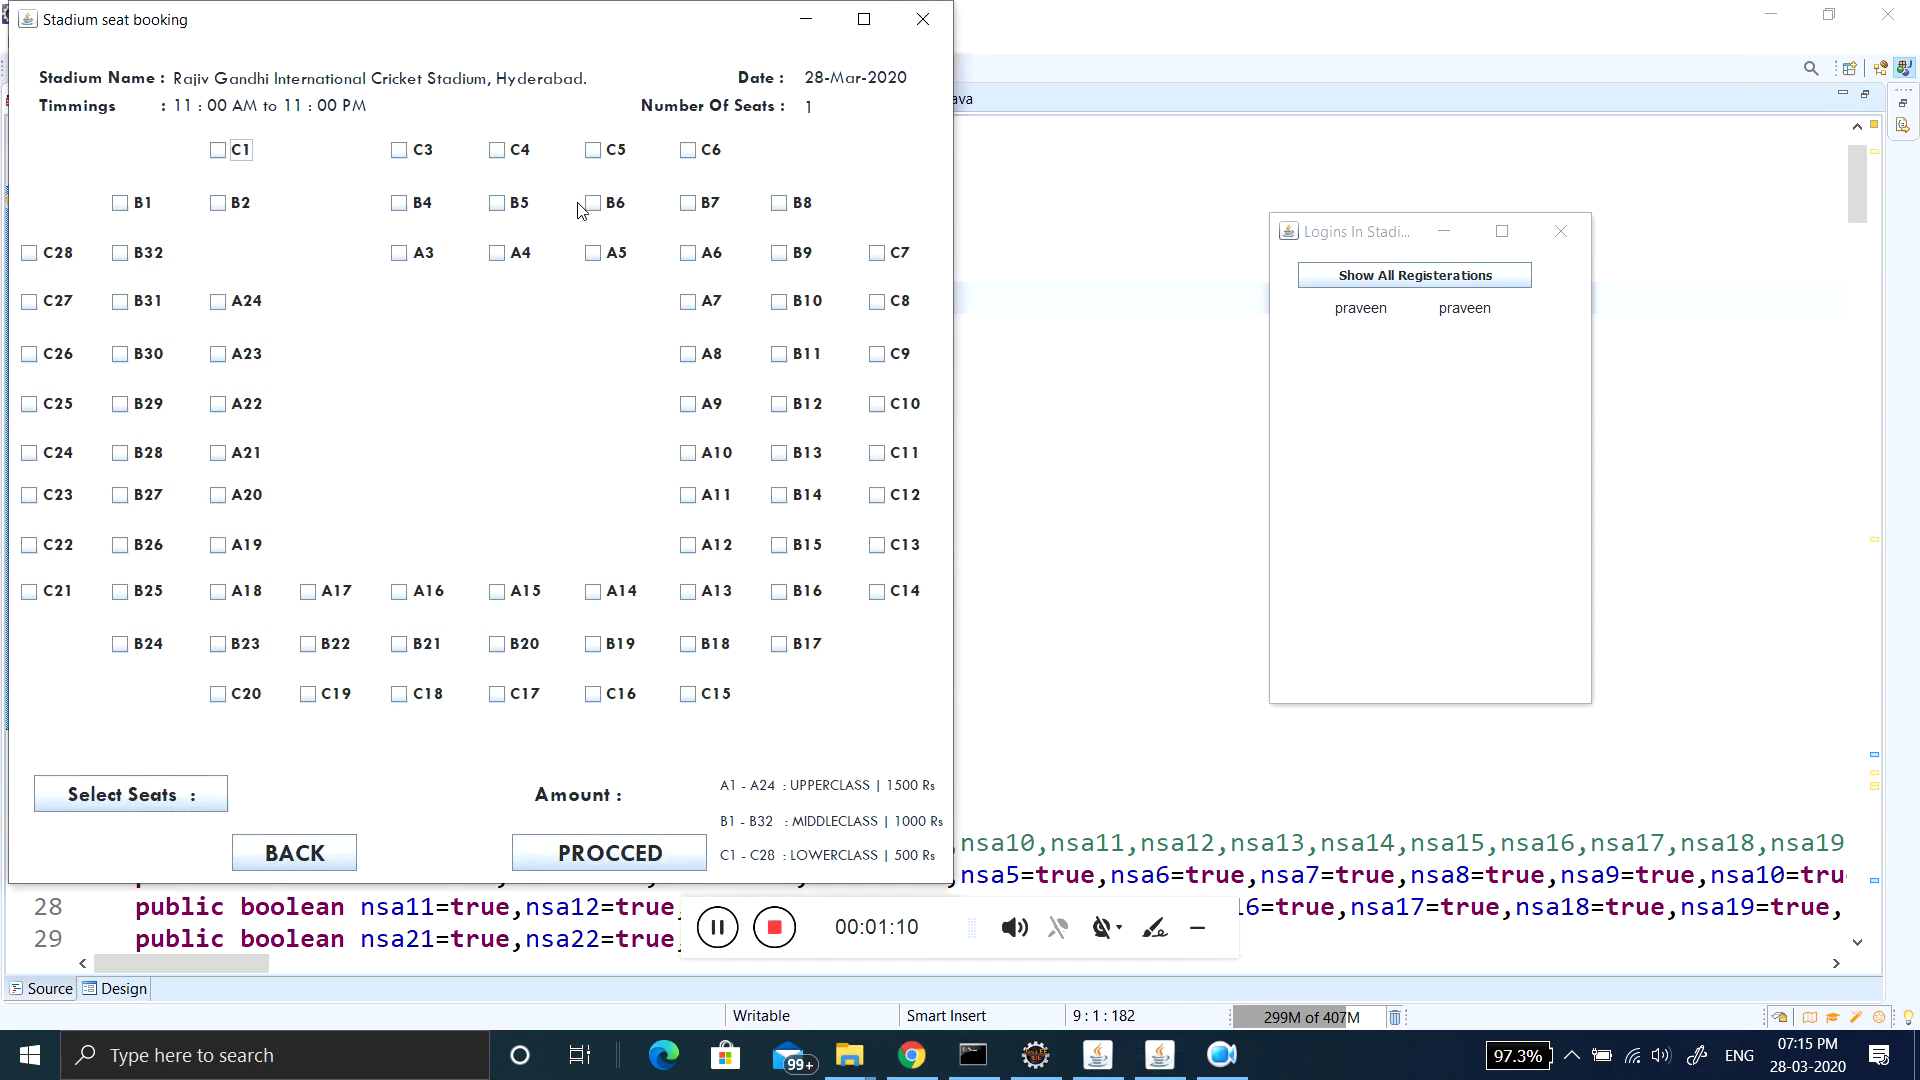 Stadium seat booking
Stadium Name : Rajiv Gandhi International Cricket Stadium, Hyderabad. Date : 28-Mar-2020
Timmings : 11 : 00 AM to 11 : 00 PM Number Of Seats : 1
ava
C1 C3 C4 C5 C6
B1 B2 B4 B5 B6 B7 B8
C28 B32 A3 A4 A5 A6 B9 C7
C27 B31 A24 A7 B10 C8
C26 B30 A23 A8 B11 C9
C25 B29 A22 A9 B12 C10
C24 B28 A21 A10 B13 C11
C23 B27 A20 A11 B14 C12
C22 B26 A19 A12 B15 C13
C21 B25 A18 A17 A16 A15 A14 A13 B16 C14
B24 B23 B22 B21 B20 B19 B18 B17
C20 C19 C18 C17 C16 C15
Select Seats :
Amount :
A1 - A24 : UPPERCLASS | 1500 Rs
B1 - B32 : MIDDLECLASS | 1000 Rs
C1 - C28 : LOWERCLASS | 500 Rs
BACK
PROCCED
Logins In Stadi...
Show All Registerations
praveen praveen
,nsa10,nsa11,nsa12,nsa13,nsa14,nsa15,nsa16,nsa17,nsa18,nsa19
,nsa5=true,nsa6=true,nsa7=true,nsa8=true,nsa9=true,nsa10=tru
28 public boolean nsa11=true,nsa12=true, 16=true,nsa17=true,nsa18=true,nsa19=true,
29 public boolean nsa21=true,nsa22=true,
00:01:10
Source Design
Writable Smart Insert 9 : 1 : 182 299M of 407M
Type here to search
99+
97.3%
ENG
07:15 PM
28-03-2020